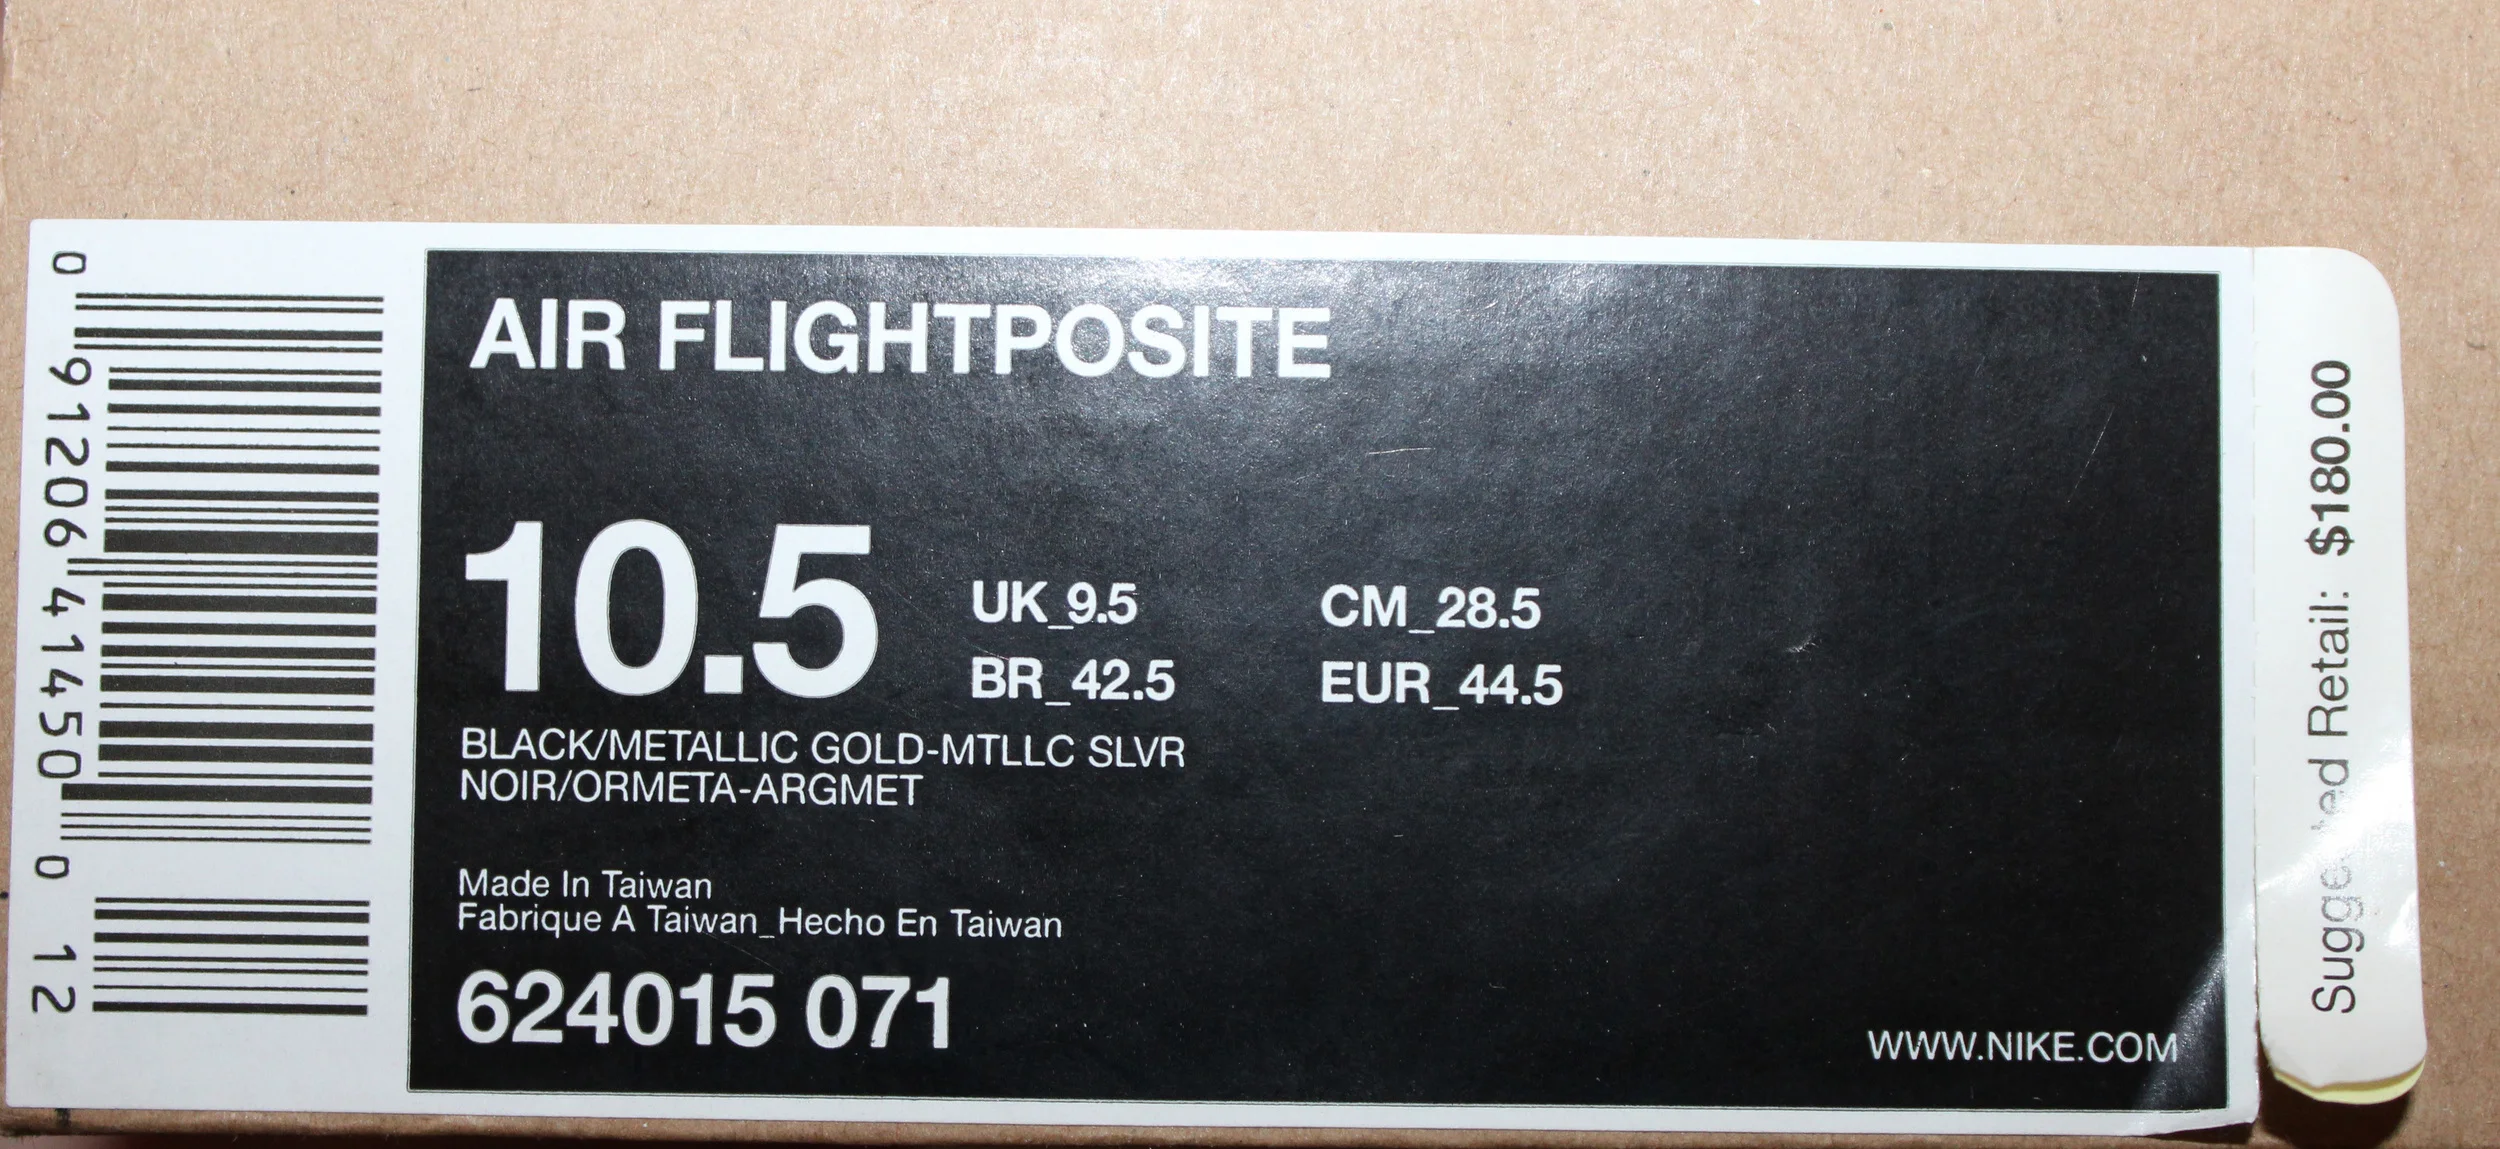 0 91206 41450 0 12
AIR FLIGHTPOSITE
10.5
UK_9.5 CM_28.5
BR_42.5 EUR_44.5
BLACK/METALLIC GOLD-MTLLC SLVR
NOIR/ORMETA-ARGMET
Made In Taiwan
Fabrique A Taiwan_Hecho En Taiwan
624015 071
WWW.NIKE.COM
Suggested Retail: $180.00